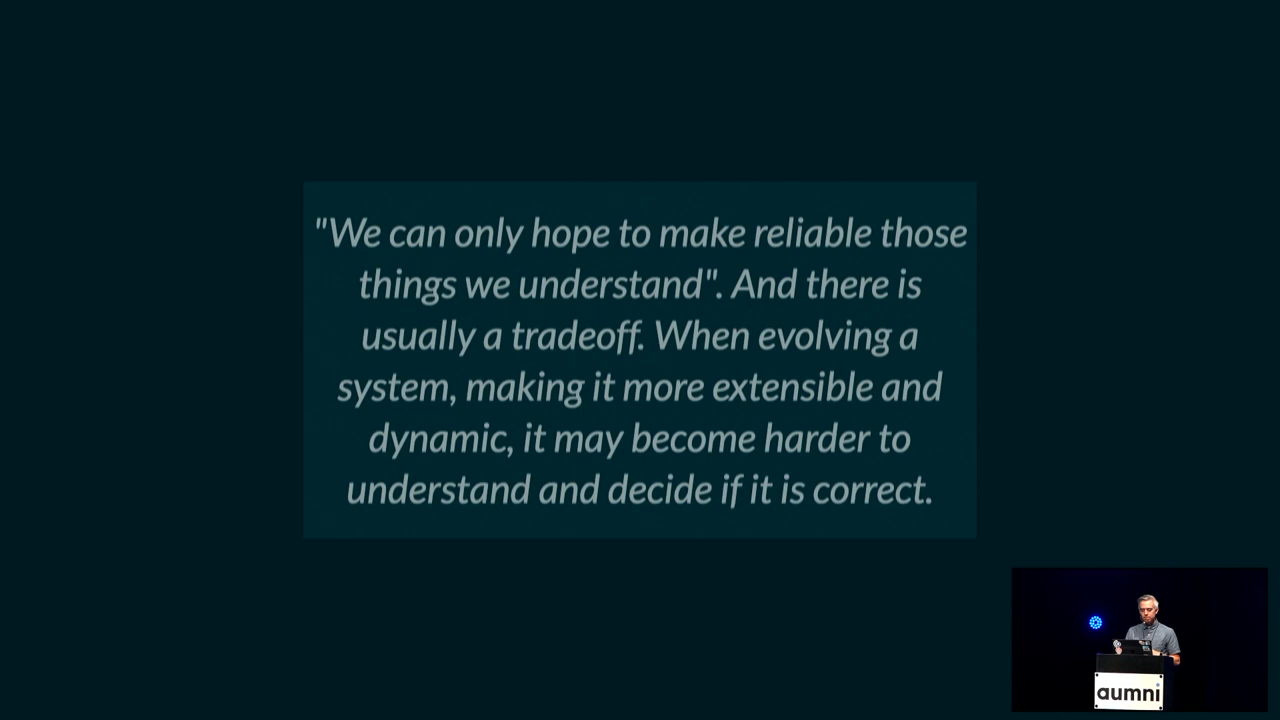 "We can only hope to make reliable those
things we understand". And there is
usually a tradeoff. When evolving a
system, making it more extensible and
dynamic, it may become harder to
understand and decide if it is correct.
aumni